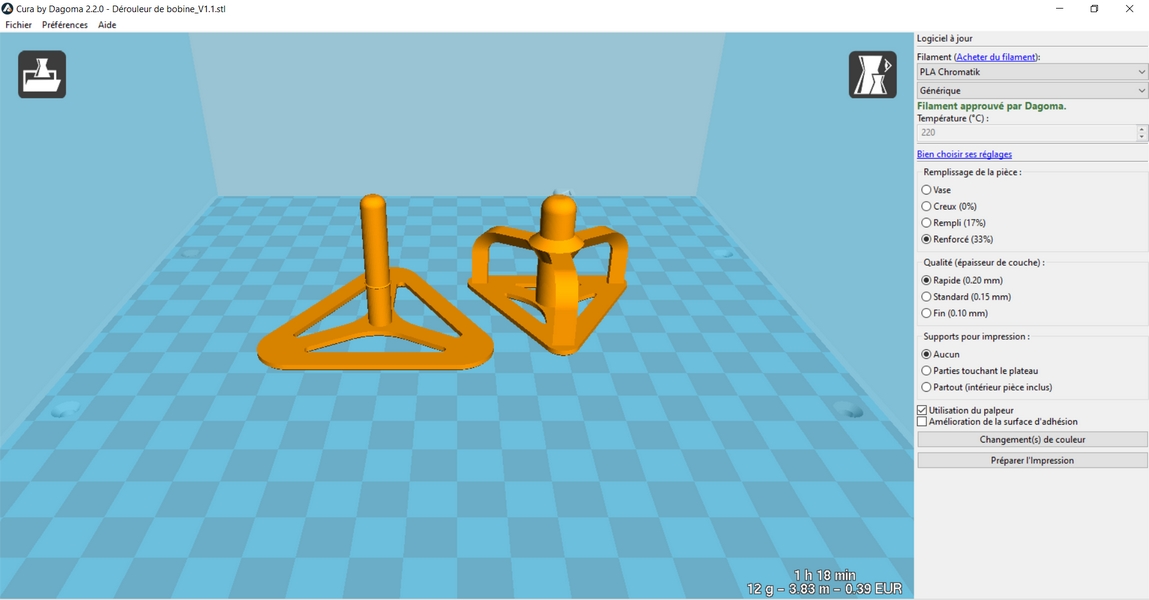 Cura by Dagoma 2.2.0 - Dérouleur de bobine_V1.1.stl
Fichier Préférences Aide
Logiciel à jour
Filament (Acheter du filament):
PLA Chromatik
Générique
Filament approuvé par Dagoma.
Température (°C) :
220
Bien choisir ses réglages
Remplissage de la pièce :
Vase
Creux (0%)
Rempli (17%)
Renforcé (33%)
Qualité (épaisseur de couche) :
Rapide (0.20 mm)
Standard (0.15 mm)
Fin (0.10 mm)
Supports pour impression :
Aucun
Parties touchant le plateau
Partout (intérieur pièce inclus)
Utilisation du palpeur
Amélioration de la surface d'adhésion
Changement(s) de couleur
Préparer l'Impression
1 h 18 min
12 g – 3.83 m – 0.39 EUR